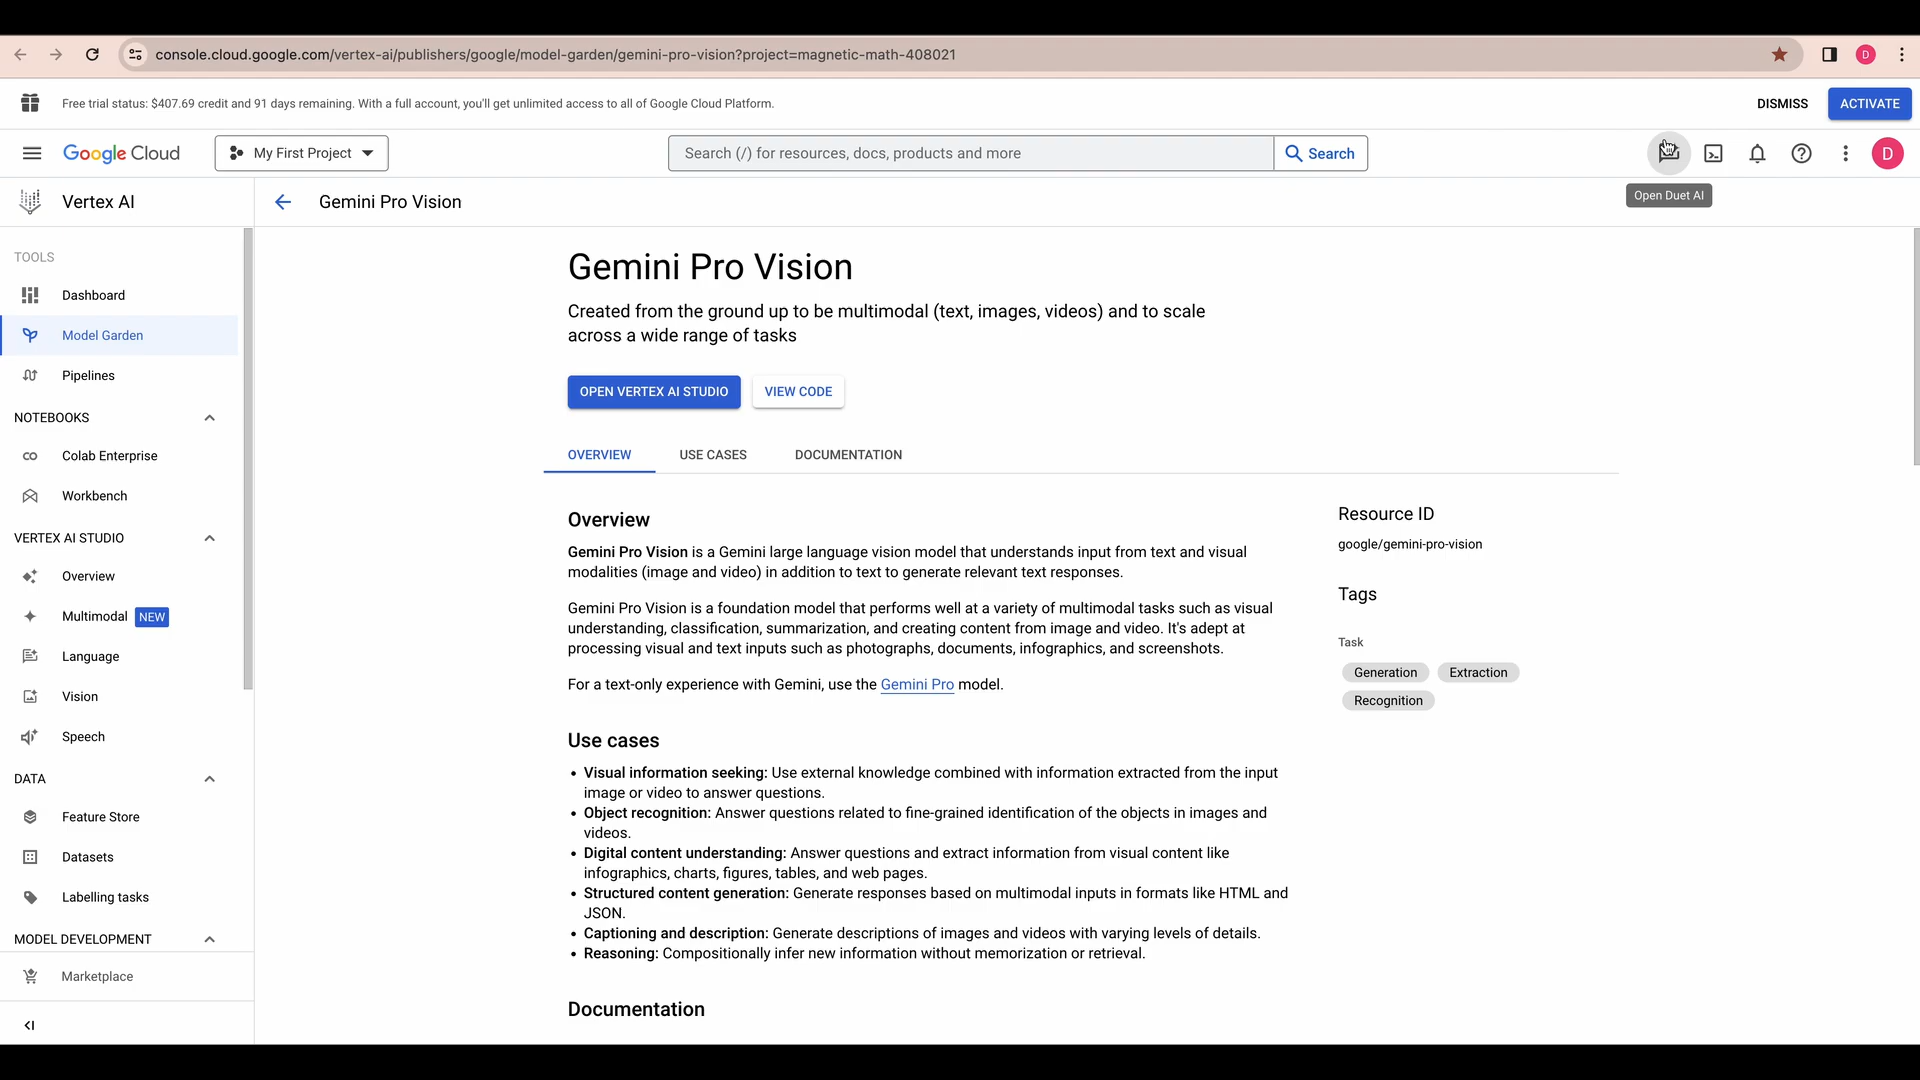 console.cloud.google.com/vertex-ai/publishers/google/model-garden/gemini-pro-vision?project=magnetic-math-408021
D
Free trial status: $407.69 credit and 91 days remaining. With a full account, you'll get unlimited access to all of Google Cloud Platform.
DISMISS
ACTIVATE
Google Cloud
My First Project
Search (/) for resources, docs, products and more
Search
D
Open Duet AI
Vertex AI
Gemini Pro Vision
TOOLS
Dashboard
Model Garden
Pipelines
NOTEBOOKS
Colab Enterprise
Workbench
VERTEX AI STUDIO
Overview
Multimodal NEW
Language
Vision
Speech
DATA
Feature Store
Datasets
Labelling tasks
MODEL DEVELOPMENT
Marketplace
Gemini Pro Vision
Created from the ground up to be multimodal (text, images, videos) and to scale
across a wide range of tasks
OPEN VERTEX AI STUDIO
VIEW CODE
OVERVIEW
USE CASES
DOCUMENTATION
Overview
Gemini Pro Vision is a Gemini large language vision model that understands input from text and visual
modalities (image and video) in addition to text to generate relevant text responses.
Gemini Pro Vision is a foundation model that performs well at a variety of multimodal tasks such as visual
understanding, classification, summarization, and creating content from image and video. It's adept at
processing visual and text inputs such as photographs, documents, infographics, and screenshots.
For a text-only experience with Gemini, use the Gemini Pro model.
Use cases
• Visual information seeking: Use external knowledge combined with information extracted from the input
image or video to answer questions.
• Object recognition: Answer questions related to fine-grained identification of the objects in images and
videos.
• Digital content understanding: Answer questions and extract information from visual content like
infographics, charts, figures, tables, and web pages.
• Structured content generation: Generate responses based on multimodal inputs in formats like HTML and
JSON.
• Captioning and description: Generate descriptions of images and videos with varying levels of details.
• Reasoning: Compositionally infer new information without memorization or retrieval.
Documentation
Resource ID
google/gemini-pro-vision
Tags
Task
Generation
Extraction
Recognition